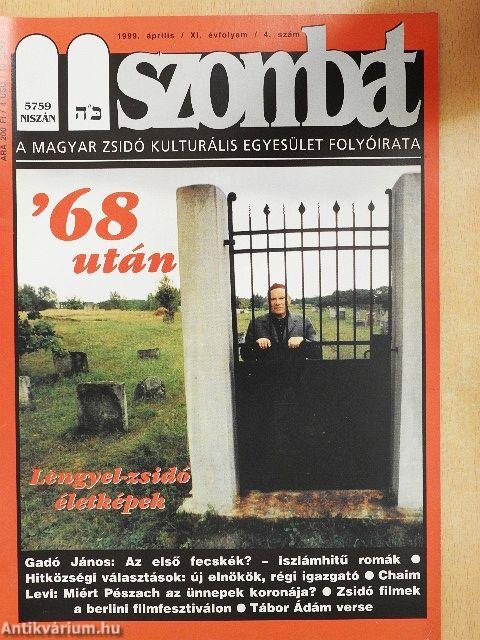 1999. április / XI. évfolyam / 4. szám
5759
NISZÁN
szombat
A MAGYAR ZSIDÓ KULTURÁLIS EGYESÜLET FOLYÓIRATA
'68
után
Lengyel-zsidó
életképek
Gadó János: Az első fecskék? – iszlámhitű romák ●
Hitközségi választások: új elnökök, régi igazgató ● Chaim
Levi: Miért Pészach az ünnepek koronája? ● Zsidó filmek
a berlini filmfesztiválon ● Tábor Ádám verse
Antikvárium.hu